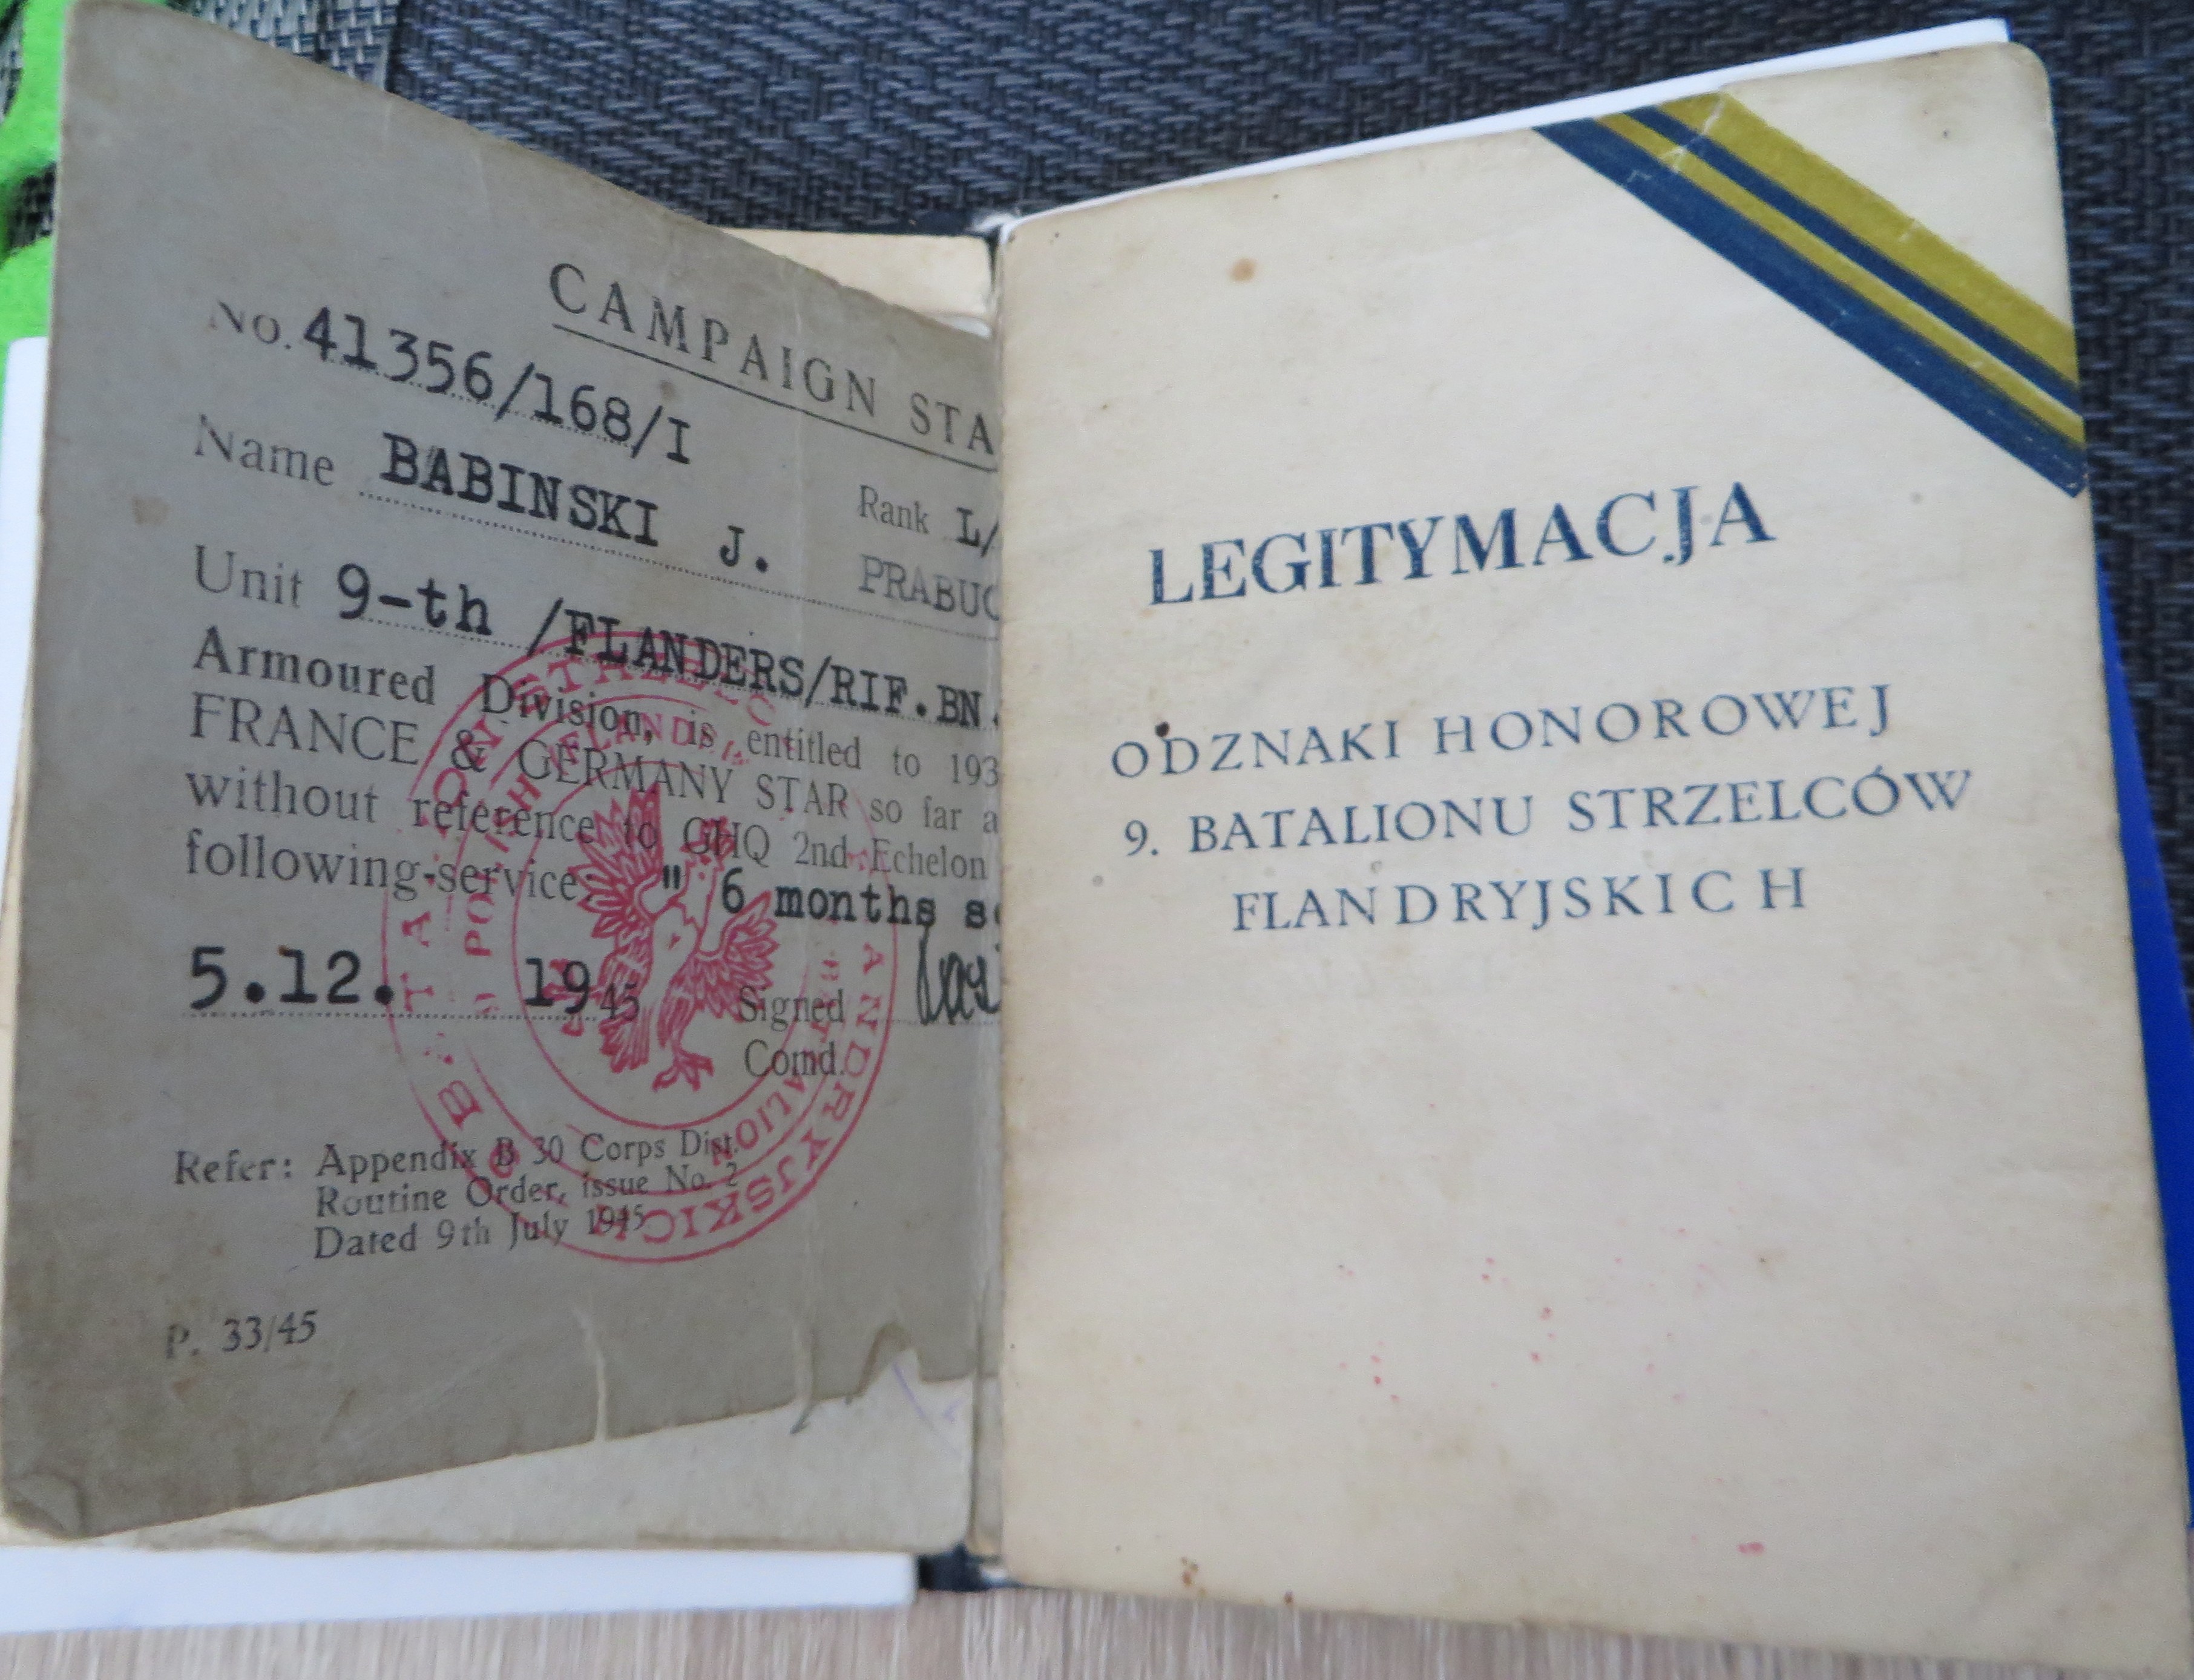 CAMPAIGN STA
No. 41356/168/I
Name BABINSKI J. Rank L/
PRABUC
Unit 9-th /FLANDERS/RIF.BN.
Armoured Division, is entitled to 193
FRANCE & GERMANY STAR so far a
without reference to GHQ 2nd Echelon
following service: " 6 months s
5.12. 1945 Signed
Comd.
Refer: Appendix B 30 Corps Dist.
Routine Order, issue No. 2
Dated 9th July 1945
P. 33/45
LEGITYMACJA
ODZNAKI HONOROWEJ
9. BATALIONU STRZELCÓW
FLANDRYJSKICH